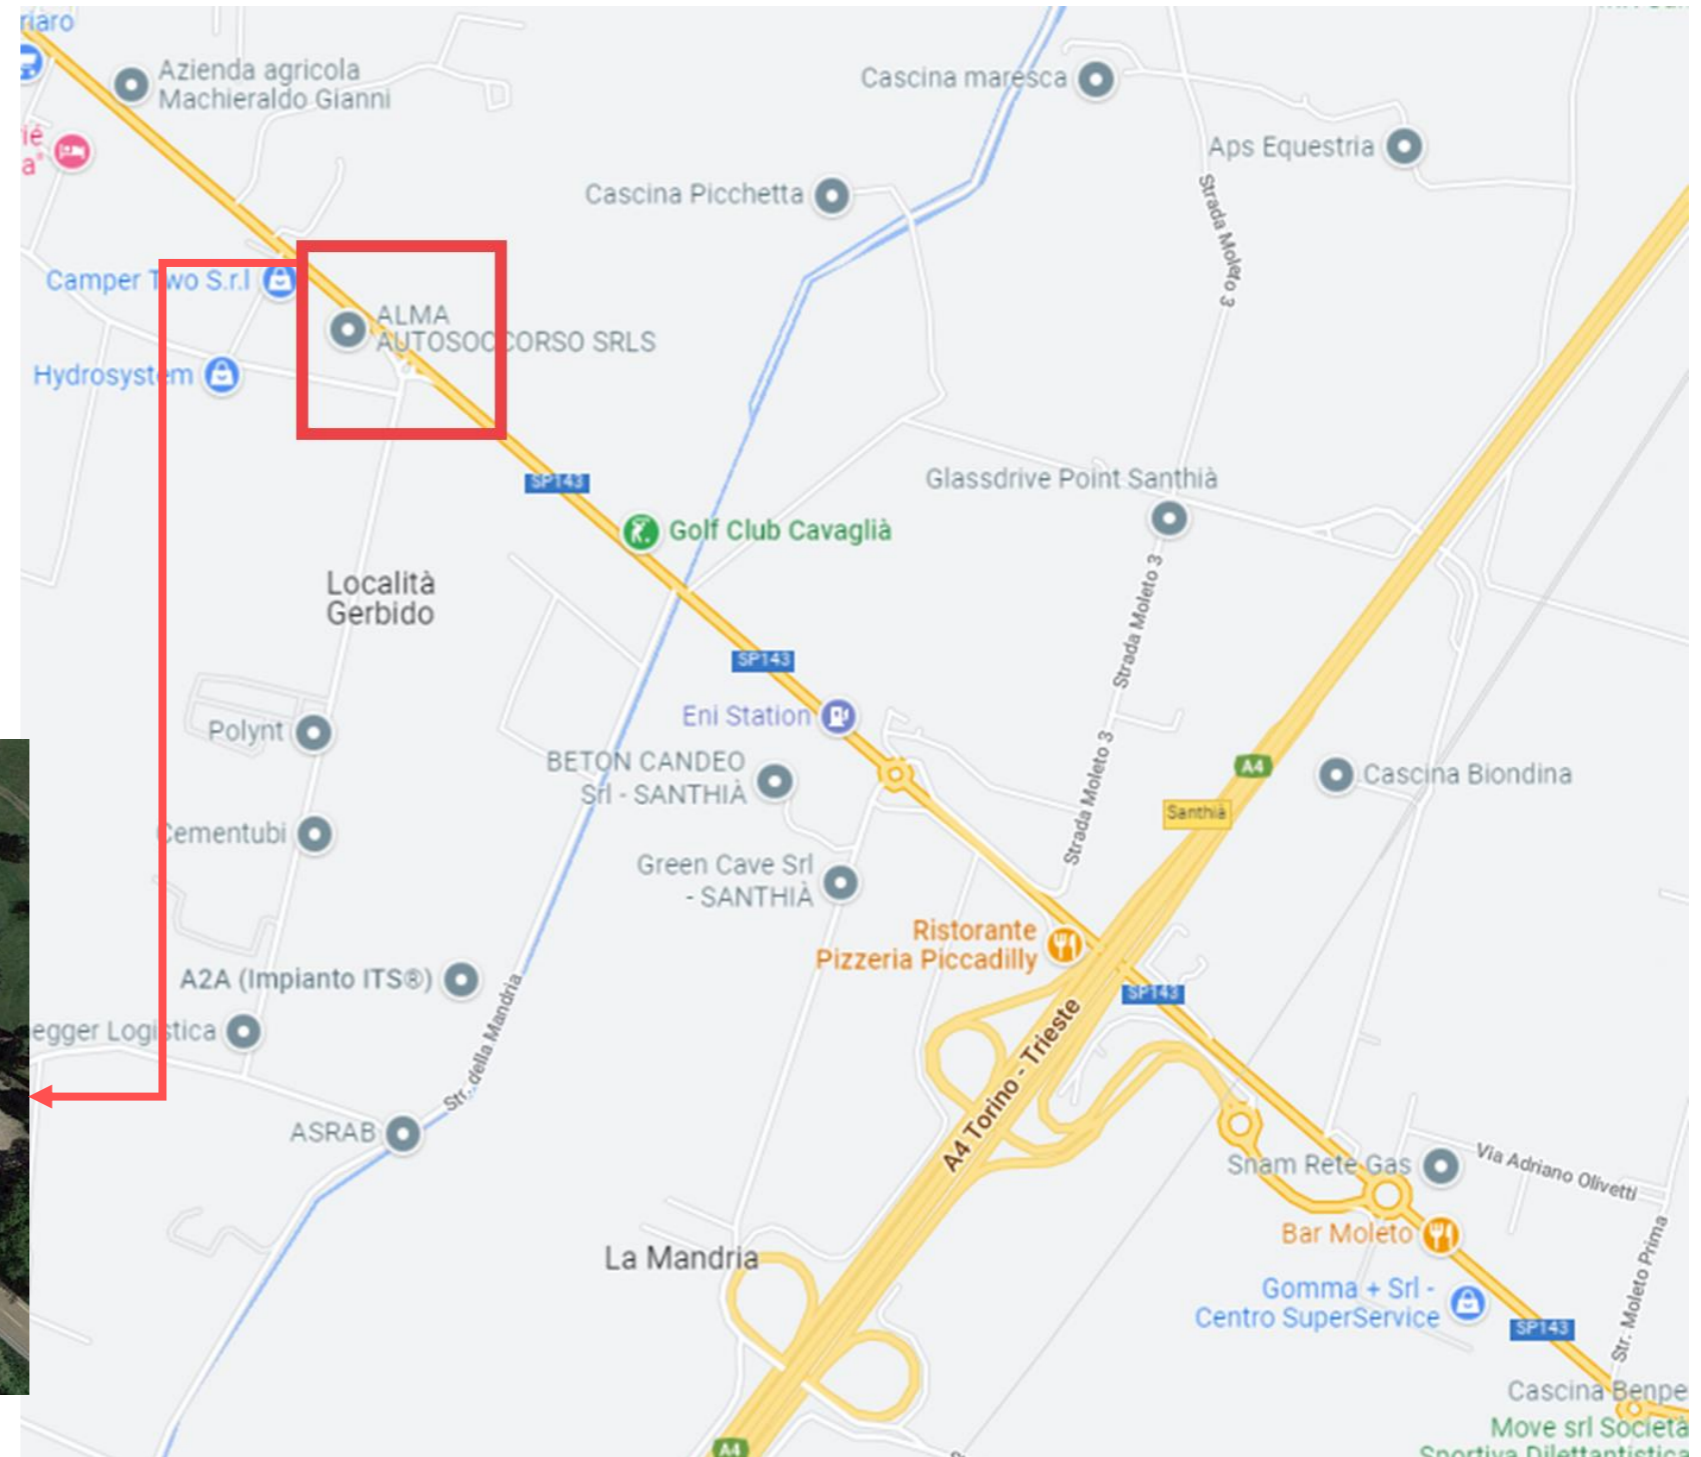 riaro
Azienda agricola
Machieraldo Gianni
Cascina maresca
Aps Equestria
Cascina Picchetta
Strada Moleto 3
Camper Two S.r.l
ALMA
AUTOSOCCORSO SRLS
Hydrosystem
SP143
Glassdrive Point Santhià
Golf Club Cavaglià
Località
Gerbido
Strada Moleto 3
SP143
Eni Station
Polynt
BETON CANDEO
Srl - SANTHIÀ
Strada Moleto 3
A4
Cascina Biondina
Santhià
Cementubi
Green Cave Srl
- SANTHIÀ
Ristorante
Pizzeria Piccadilly
A2A (Impianto ITS®)
SP143
egger Logistica
Str. della Mandria
A4 Torino - Trieste
ASRAB
Snam Rete Gas
Via Adriano Olivetti
Bar Moleto
La Mandria
Gomma + Srl -
Centro SuperService
SP143
Str. Moleto Prima
Cascina Benpe
Move srl Società
Sportiva Dilettantistica
A4